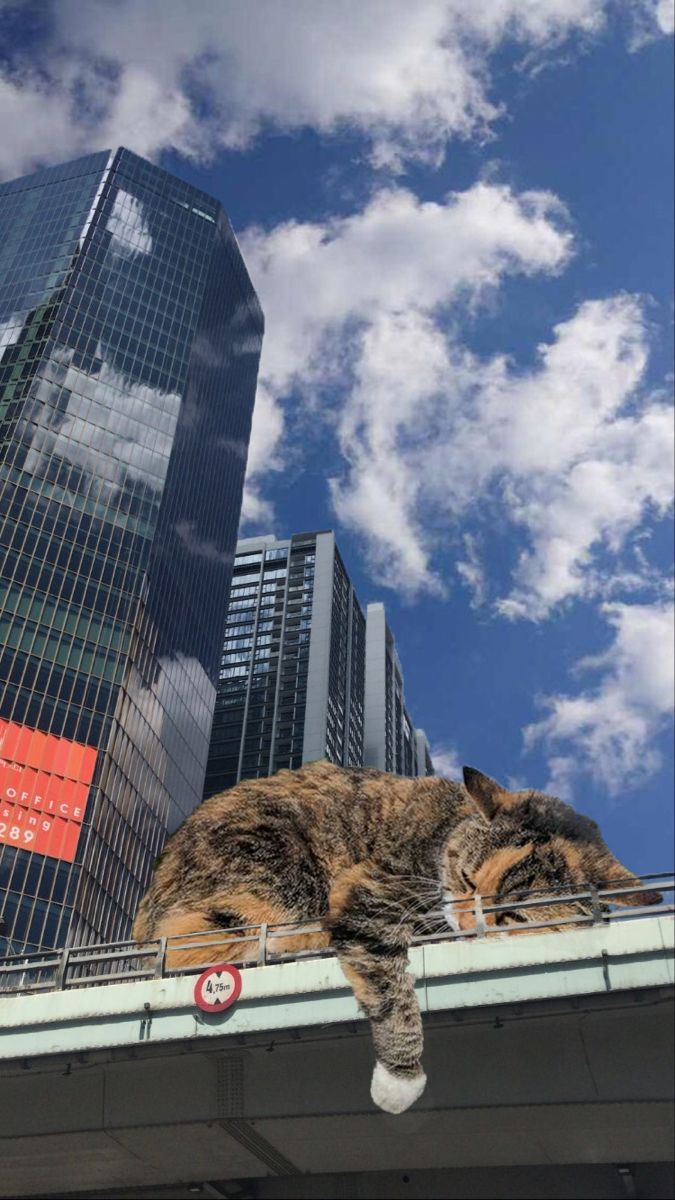 OFFICE
sing
289
4,75m